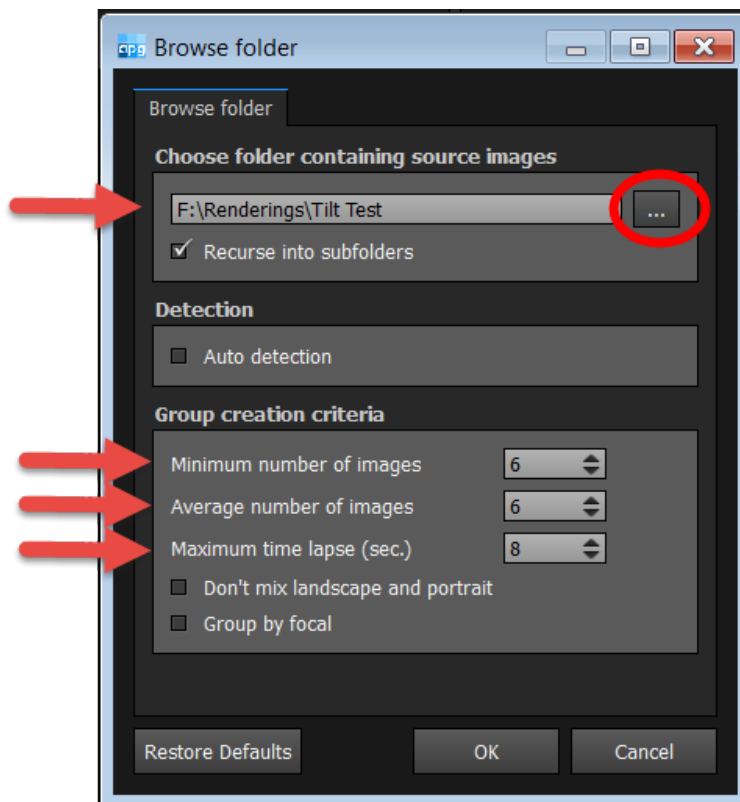 apg Browse folder
Browse folder
Choose folder containing source images
F:\Renderings\Tilt Test ...
Recurse into subfolders
Detection
Auto detection
Group creation criteria
Minimum number of images 6
Average number of images 6
Maximum time lapse (sec.) 8
Don't mix landscape and portrait
Group by focal
Restore Defaults OK Cancel